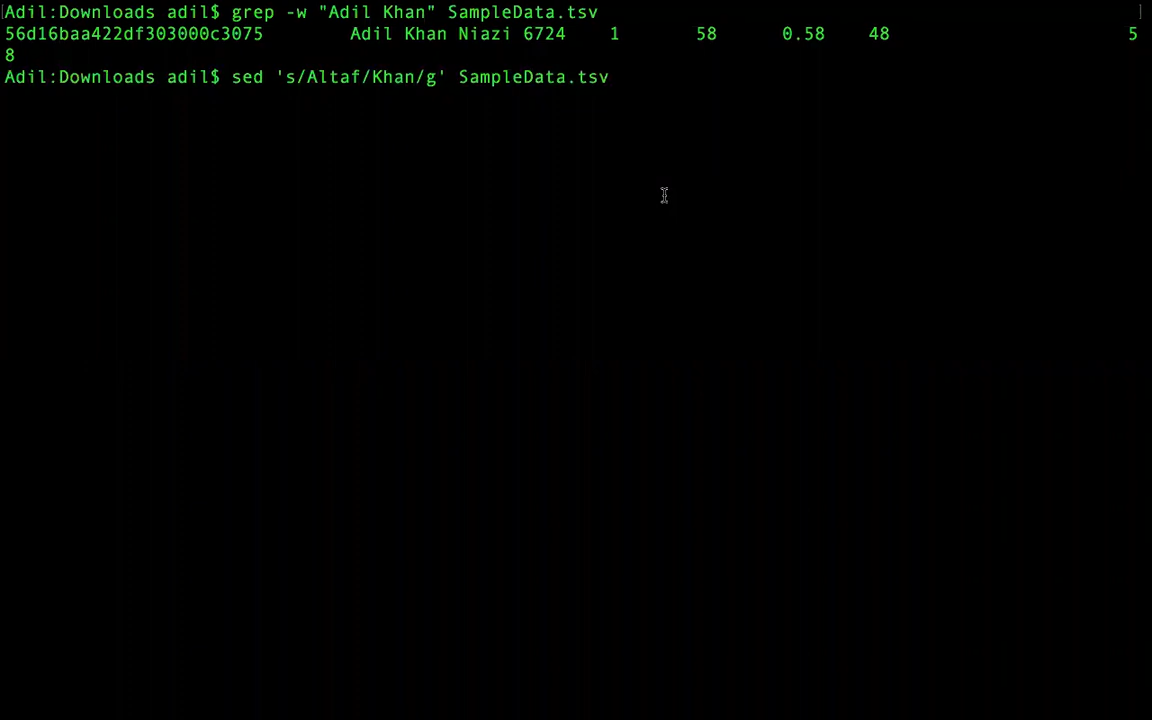 Adil:Downloads adil$ grep -w "Adil Khan" SampleData.tsv
56d16baa422df303000c3075        Adil Khan Niazi 6724    1       58      0.58    48                      5
8
Adil:Downloads adil$ sed 's/Altaf/Khan/g' SampleData.tsv